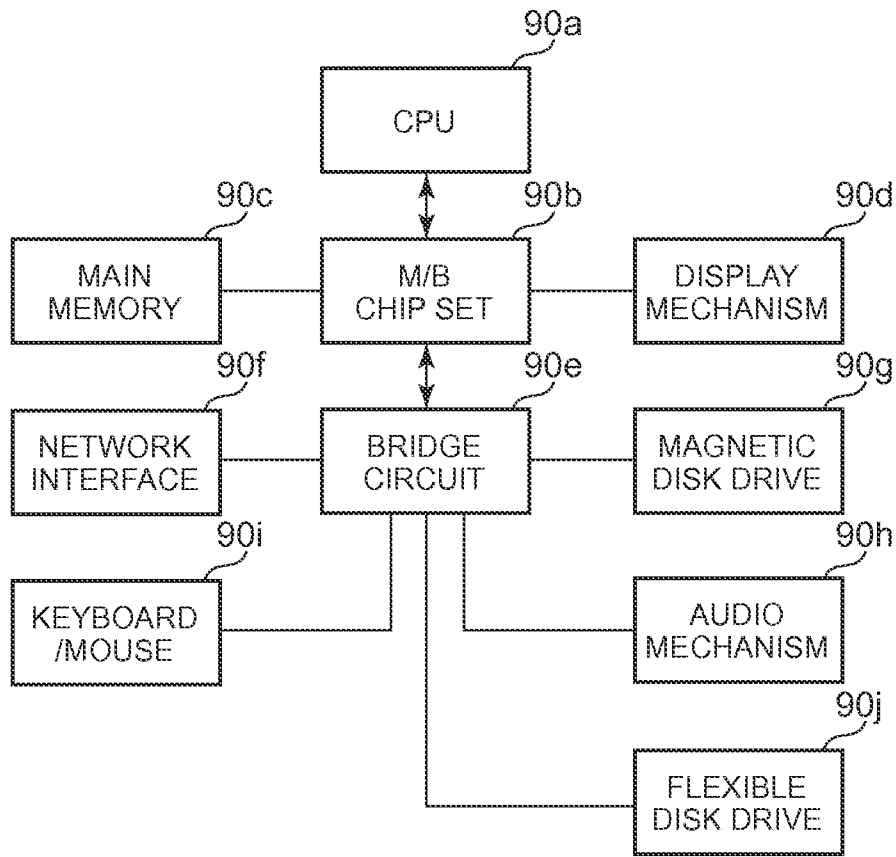 90a
CPU
90c
90b
90d
MAIN
MEMORY
M/B
CHIP SET
DISPLAY
MECHANISM
90f
90e
90g
NETWORK
INTERFACE
BRIDGE
CIRCUIT
MAGNETIC
DISK DRIVE
90i
90h
KEYBOARD
/MOUSE
AUDIO
MECHANISM
90j
FLEXIBLE
DISK DRIVE